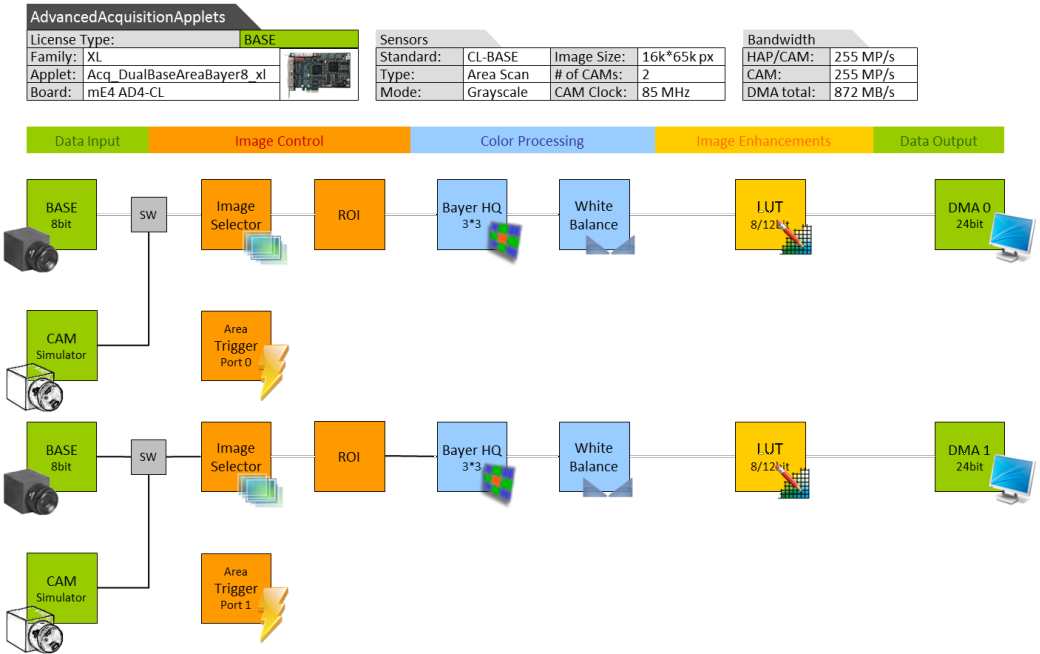 AdvancedAcquisitionApplets
License Type: BASE
Family: XL
Applet: Acq_DualBaseAreaBayer8_xl
Board: mE4 AD4-CL
Sensors
Standard: CL-BASE Image Size: 16k*65k px
Type: Area Scan # of CAMs: 2
Mode: Grayscale CAM Clock: 85 MHz
Bandwidth
HAP/CAM: 255 MP/s
CAM: 255 MP/s
DMA total: 872 MB/s
Data Input Image Control Color Processing Image Enhancements Data Output
BASE
8bit
SW
Image
Selector
ROI
Bayer HQ
3*3
White
Balance
LUT
8/12bit
DMA 0
24bit
CAM
Simulator
Area
Trigger
Port 0
BASE
8bit
SW
Image
Selector
ROI
Bayer HQ
3*3
White
Balance
LUT
8/12bit
DMA 1
24bit
CAM
Simulator
Area
Trigger
Port 1